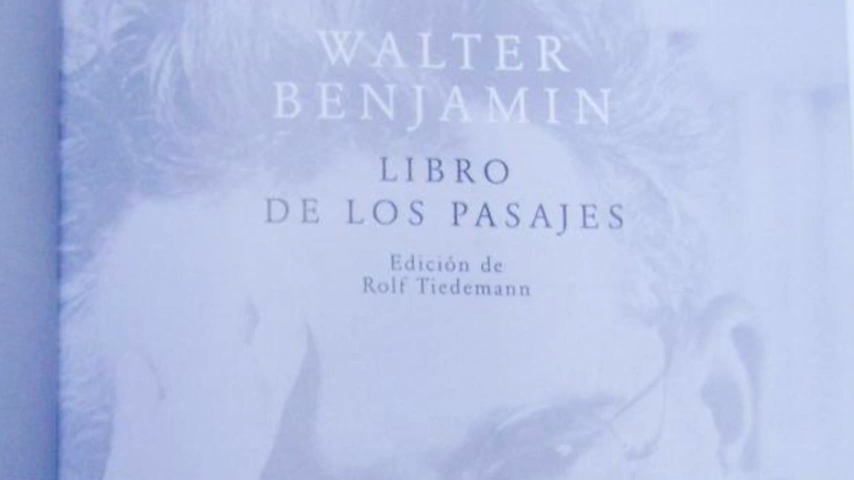 WALTER
BENJAMIN
LIBRO
DE LOS PASAJES
Edición de
Rolf Tiedemann